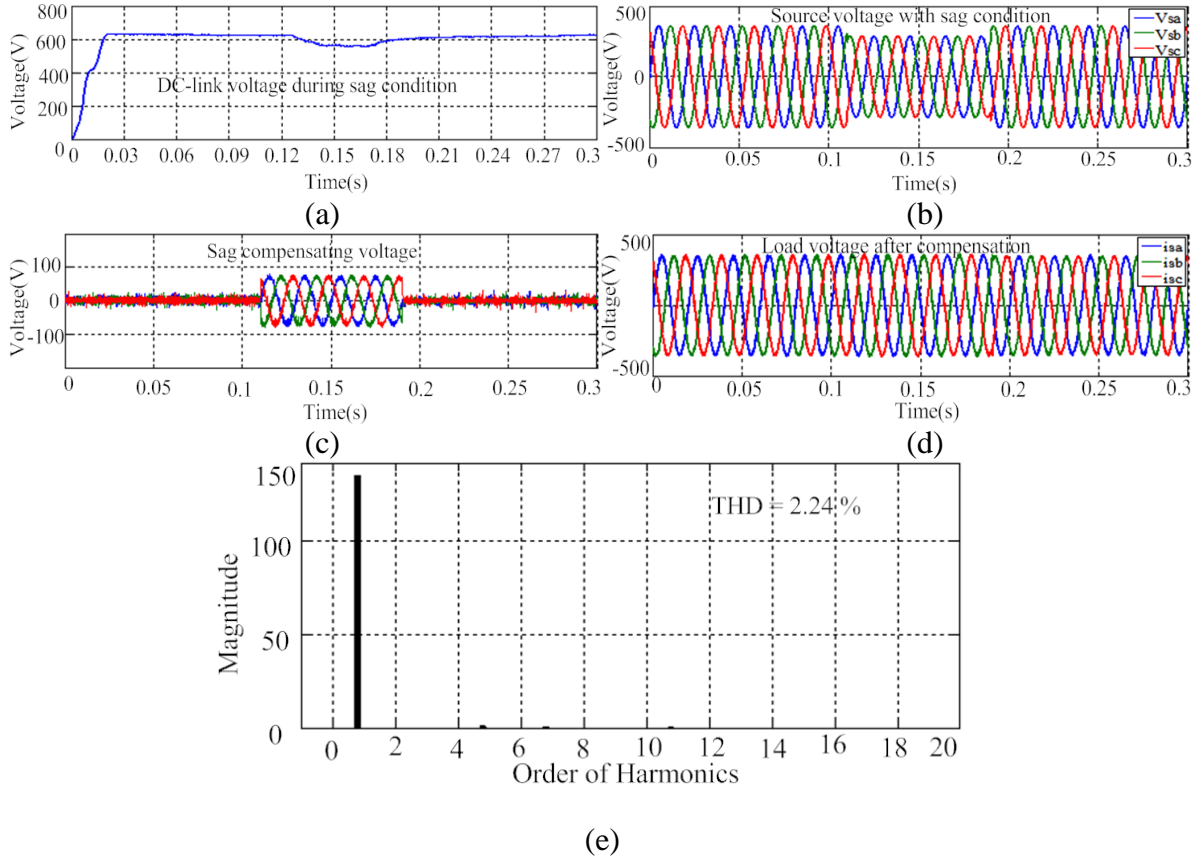 800
600
400
200
0
Voltage(V)
DC-link voltage during sag condition
0 0.03 0.06 0.09 0.12 0.15 0.18 0.21 0.24 0.27 0.3
Time(s)
(a)
500
0
-500
Voltage(V)
Source voltage with sag condition
Vsa
Vsb
Vsc
0 0.05 0.1 0.15 0.2 0.25 0.3
Time(s)
(b)
100
0
-100
Voltage(V)
Sag compensating voltage
0 0.05 0.1 0.15 0.2 0.25 0.3
Time(s)
(c)
500
0
-500
Voltage(V)
Load voltage after compensation
isa
isb
isc
0 0.05 0.1 0.15 0.2 0.25 0.3
Time(s)
(d)
150
100
50
0
Magnitude
THD = 2.24 %
0 2 4 6 8 10 12 14 16 18 20
Order of Harmonics
(e)